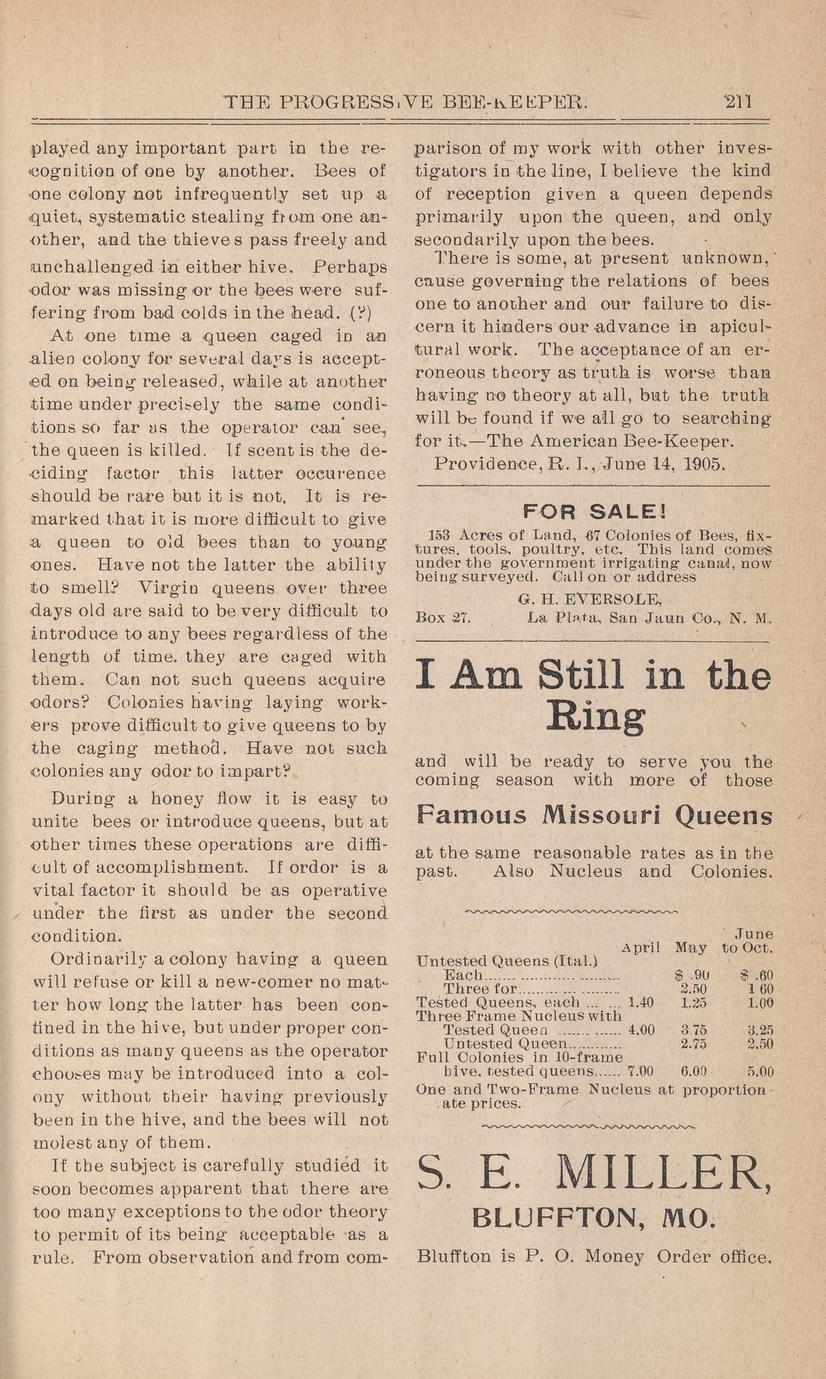 THE PROGRESSIVE BEE-KEEPER. 211
played any important part in the re-
cognition of one by another. Bees of
one colony not infrequently set up a
quiet, systematic stealing from one an-
other, and the thieves pass freely and
unchallenged in either hive. Perhaps
odor was missing or the bees were suf-
fering from bad colds in the head. (?)
At one time a queen caged in an
alien colony for several days is accept-
ed on being released, while at another
time under precisely the same condi-
tions so far as the operator can see,
the queen is killed. If scent is the de-
ciding factor this latter occurence
should be rare but it is not. It is re-
marked that it is more difficult to give
a queen to old bees than to young
ones. Have not the latter the ability
to smell? Virgin queens over three
days old are said to be very difficult to
introduce to any bees regardless of the
length of time. they are caged with
them. Can not such queens acquire
odors? Colonies having laying work-
ers prove difficult to give queens to by
the caging method. Have not such
colonies any odor to impart?
During a honey flow it is easy to
unite bees or introduce queens, but at
other times these operations are diffi-
cult of accomplishment. If ordor is a
vital factor it should be as operative
under the first as under the second
condition.
Ordinarily a colony having a queen
will refuse or kill a new-comer no mat-
ter how long the latter has been con-
fined in the hive, but under proper con-
ditions as many queens as the operator
chooses may be introduced into a col-
ony without their having previously
been in the hive, and the bees will not
molest any of them.
If the subject is carefully studied it
soon becomes apparent that there are
too many exceptions to the odor theory
to permit of its being acceptable as a
rule. From observation and from com-
parison of my work with other inves-
tigators in the line, I believe the kind
of reception given a queen depends
primarily upon the queen, and only
secondarily upon the bees.
There is some, at present unknown,
cause governing the relations of bees
one to another and our failure to dis-
cern it hinders our advance in apicul-
tural work. The acceptance of an er-
roneous theory as truth is worse than
having no theory at all, but the truth
will be found if we all go to searching
for it.—The American Bee-Keeper.
Providence, R. I., June 14, 1905.
FOR SALE!
153 Acres of Land, 67 Colonies of Bees, fix-
tures, tools, poultry, etc. This land comes
under the government irrigating canal, now
being surveyed. Call on or address
G. H. EVERSOLE,
Box 27. La Plata, San Jaun Co., N. M.
I Am Still in the
Ring
and will be ready to serve you the
coming season with more of those
Famous Missouri Queens
at the same reasonable rates as in the
past. Also Nucleus and Colonies.
June
April May to Oct.
Untested Queens (Ital.)
Each.................................. $ .90 $ .60
Three for......................... 2.50 1 60
Tested Queens, each ... ... 1.40 1.25 1.00
Three Frame Nucleus with
Tested Queen ............... 4.00 3 75 3.25
Untested Queen............ 2.75 2.50
Full Colonies in 10-frame
hive, tested queens...... 7.00 6.00 5.00
One and Two-Frame Nucleus at proportion-
ate prices.
S. E. MILLER,
BLUFFTON, MO.
Bluffton is P. O. Money Order office.